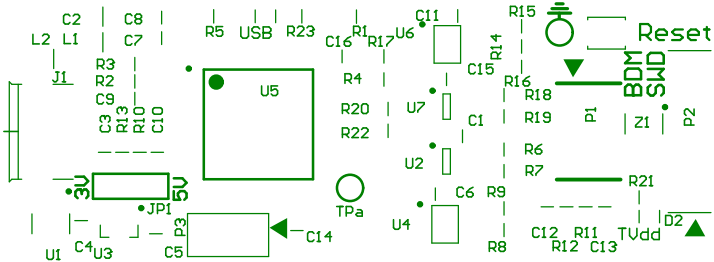 C2 C8 R5 USB R23 R1 C11 R15 Reset
L2 L1 C7 C16 R17 U6 R14
J1 R3 R2 C9 R4 U5 C15 R16 BDM SWD
C3 R13 R10 C10 R20 R22 U7 C1 R18 R19 P1 Z1 P2
U2 R6 R7
3V 5V JP1 TPa C6 R9 R21
U1 C4 U3 C5 P3 C14 U4 R8 C12 R11 R12 C13 TVdd D2